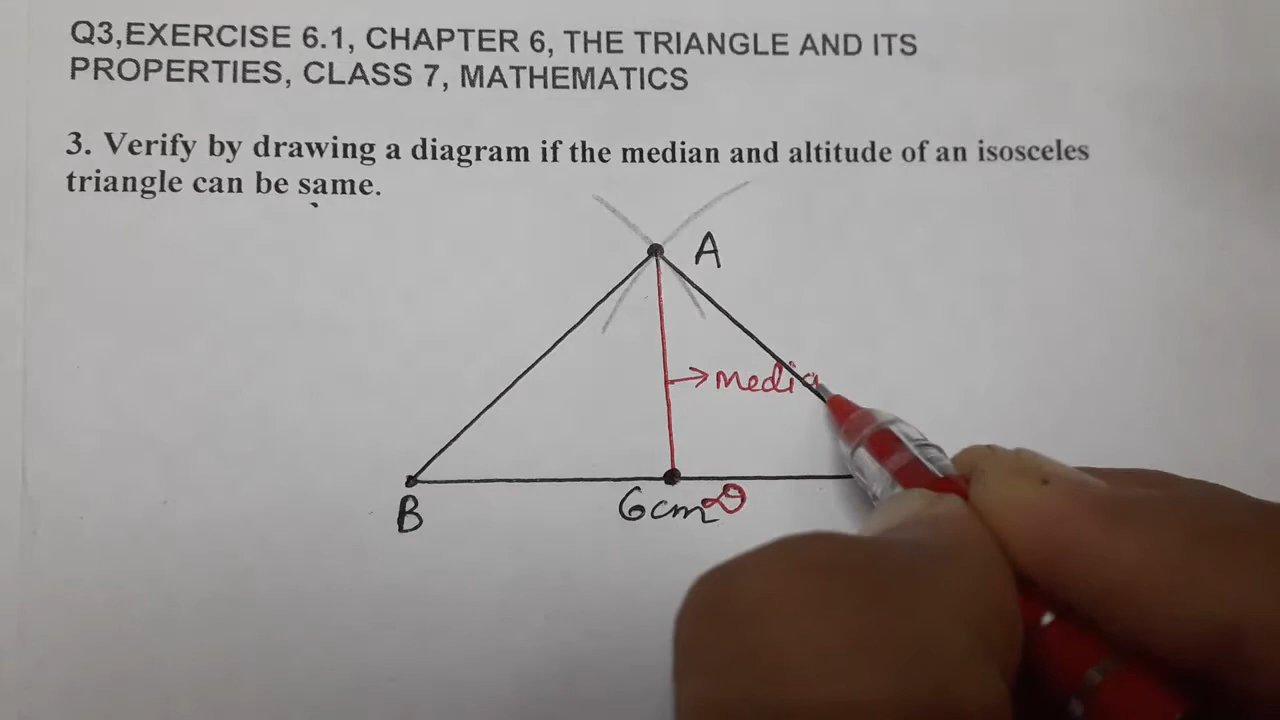 Q3,EXERCISE 6.1, CHAPTER 6, THE TRIANGLE AND ITS
PROPERTIES, CLASS 7, MATHEMATICS
3. Verify by drawing a diagram if the median and altitude of an isosceles
triangle can be same.
A
media
B
6cm D